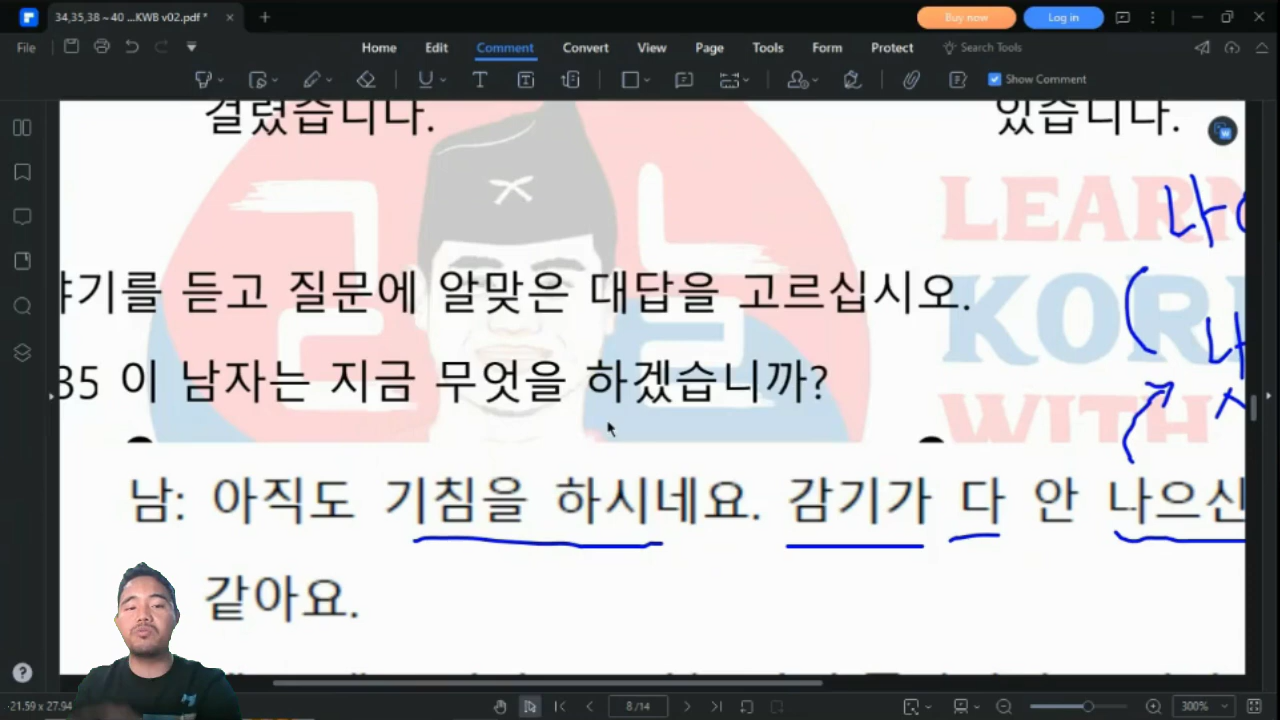 34,35,38 ~ 40 ...KWB v02.pdf *
Buy now
Log in
File
Home Edit Comment Convert View Page Tools Form Protect Search Tools
Show Comment
걸렸습니다. 있습니다.
LEARN
KOR
WITH
기를 듣고 질문에 알맞은 대답을 고르십시오.
35 이 남자는 지금 무엇을 하겠습니까?
남: 아직도 기침을 하시네요. 감기가 다 안 나으신
같아요.
-21.59 x 27.94
8 /14
300%